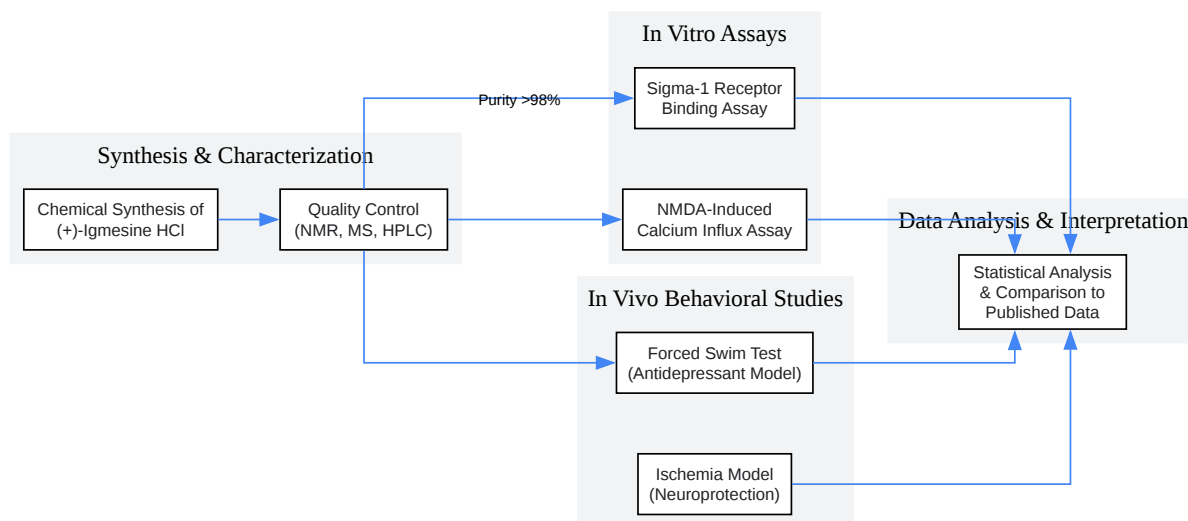 Synthesis & Characterization
Chemical Synthesis of
(+)-Igmesine HCl
Quality Control
(NMR, MS, HPLC)
Purity >98%
In Vitro Assays
Sigma-1 Receptor
Binding Assay
NMDA-Induced
Calcium Influx Assay
In Vivo Behavioral Studies
Forced Swim Test
(Antidepressant Model)
Ischemia Model
(Neuroprotection)
Data Analysis & Interpretation
Statistical Analysis
& Comparison to
Published Data